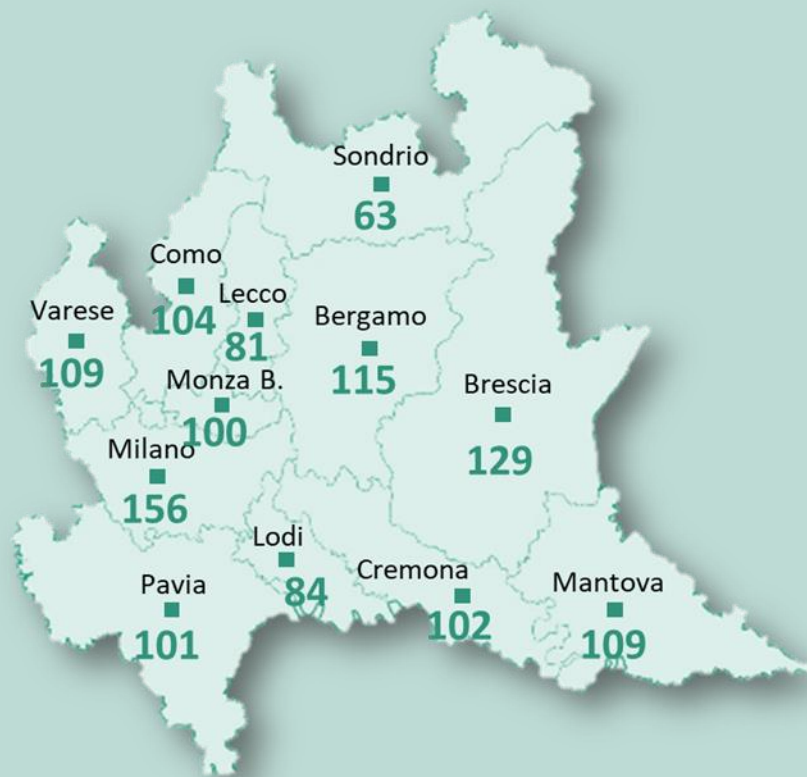 Sondrio
63
Como
104
Lecco
81
Varese
109
Bergamo
115
Monza B.
100
Brescia
129
Milano
156
Lodi
84
Cremona
102
Pavia
101
Mantova
109